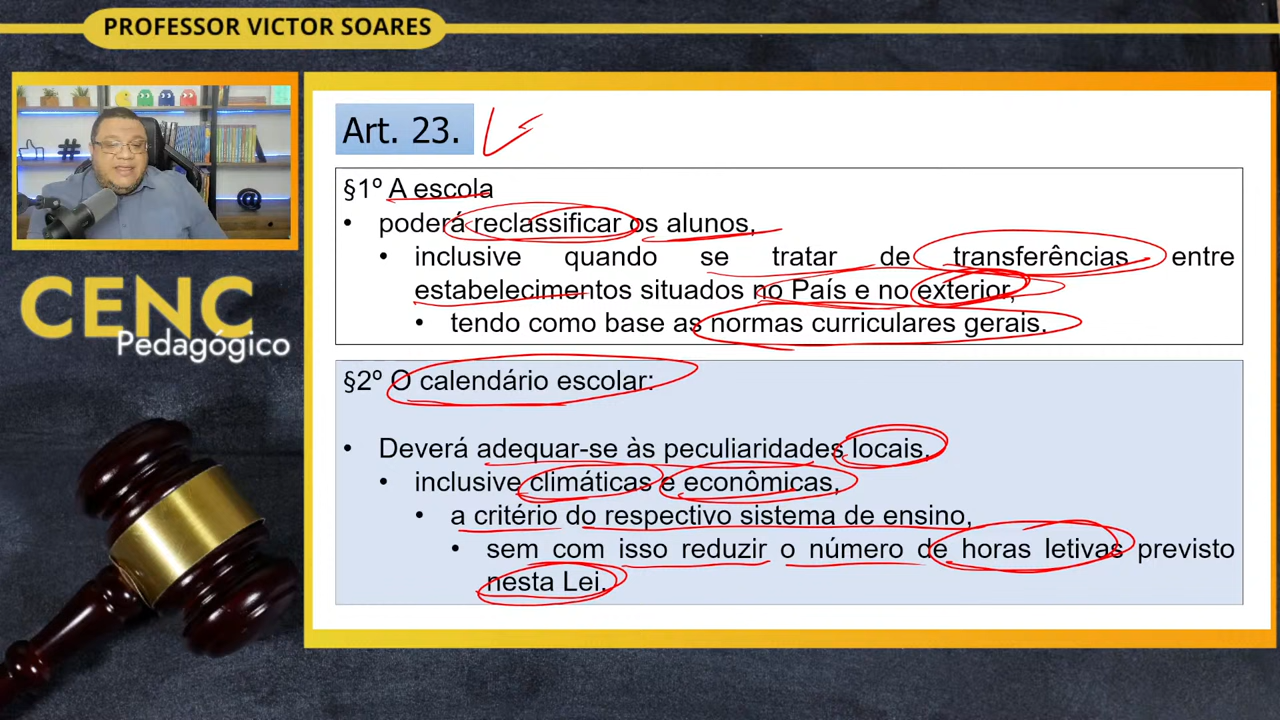 PROFESSOR VICTOR SOARES
#
@
CENC
Pedagógico
Art. 23.
§1º A escola
• poderá reclassificar os alunos,
• inclusive quando se tratar de transferências entre
estabelecimentos situados no País e no exterior,
• tendo como base as normas curriculares gerais.
§2º O calendário escolar:
• Deverá adequar-se às peculiaridades locais,
• inclusive climáticas e econômicas,
• a critério do respectivo sistema de ensino,
• sem com isso reduzir o número de horas letivas previsto
nesta Lei.